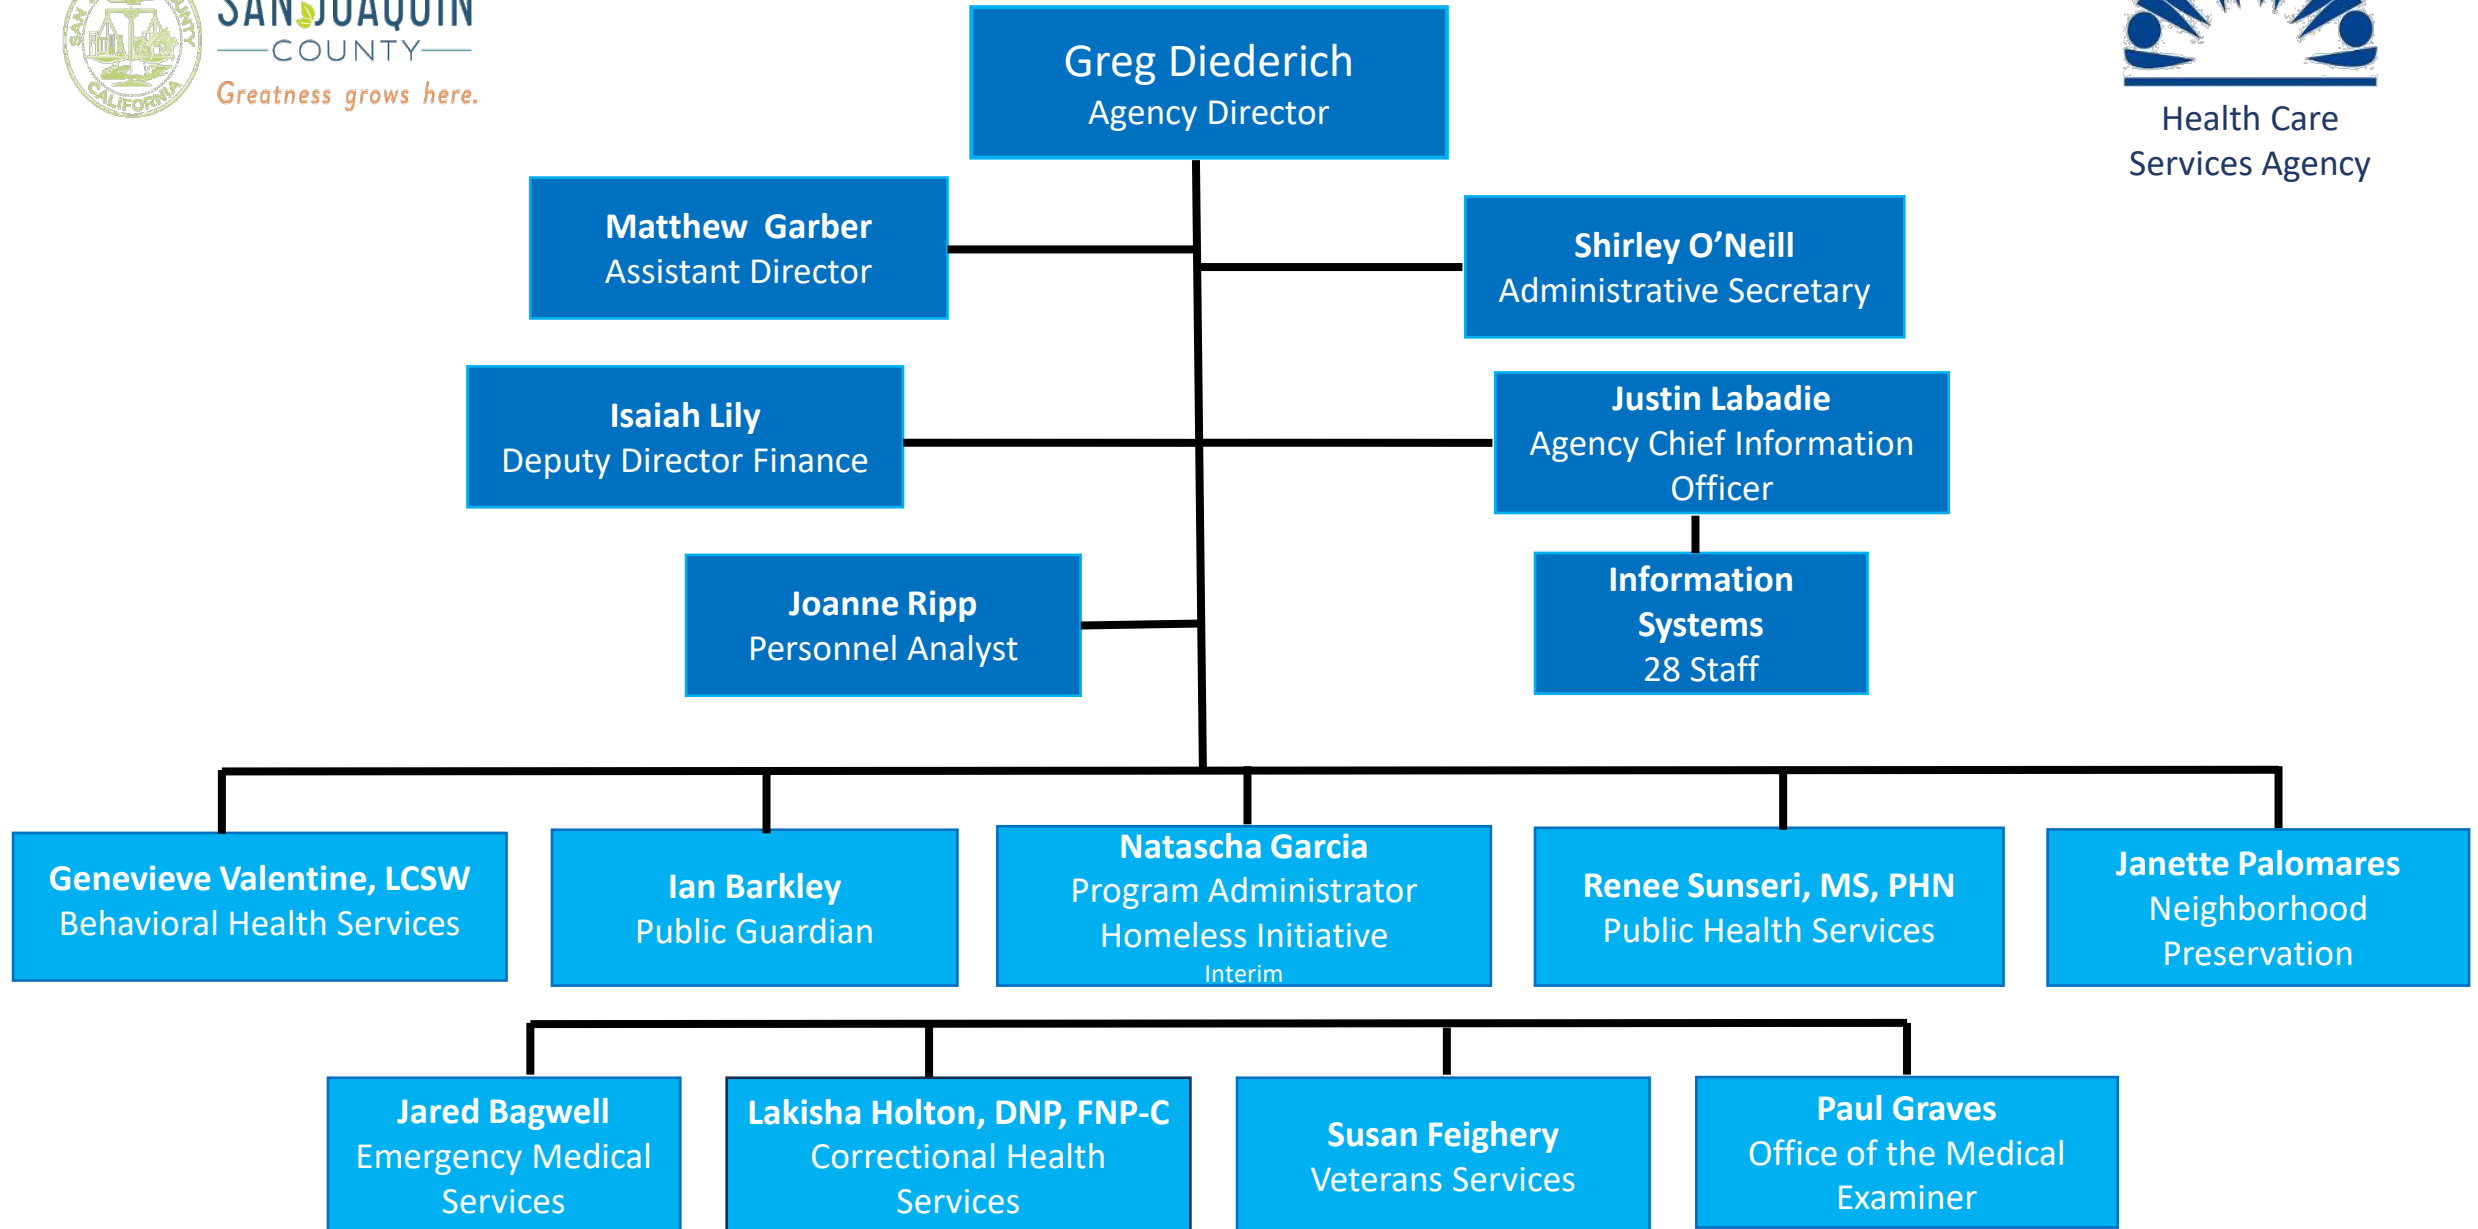 SAN JOAQUIN
COUNTY
Greatness grows here.
SAN
COUNTY
CALIFORNIA
Health Care
Services Agency
Greg Diederich
Agency Director
Matthew  Garber
Assistant Director
Shirley O’Neill
Administrative Secretary
Isaiah Lily
Deputy Director Finance
Justin Labadie
Agency Chief Information
Officer
Joanne Ripp
Personnel Analyst
Information
Systems
28 Staff
Genevieve Valentine, LCSW
Behavioral Health Services
Ian Barkley
Public Guardian
Natascha Garcia
Program Administrator
Homeless Initiative
Interim
Renee Sunseri, MS, PHN
Public Health Services
Janette Palomares
Neighborhood
Preservation
Jared Bagwell
Emergency Medical
Services
Lakisha Holton, DNP, FNP-C
Correctional Health
Services
Susan Feighery
Veterans Services
Paul Graves
Office of the Medical
Examiner